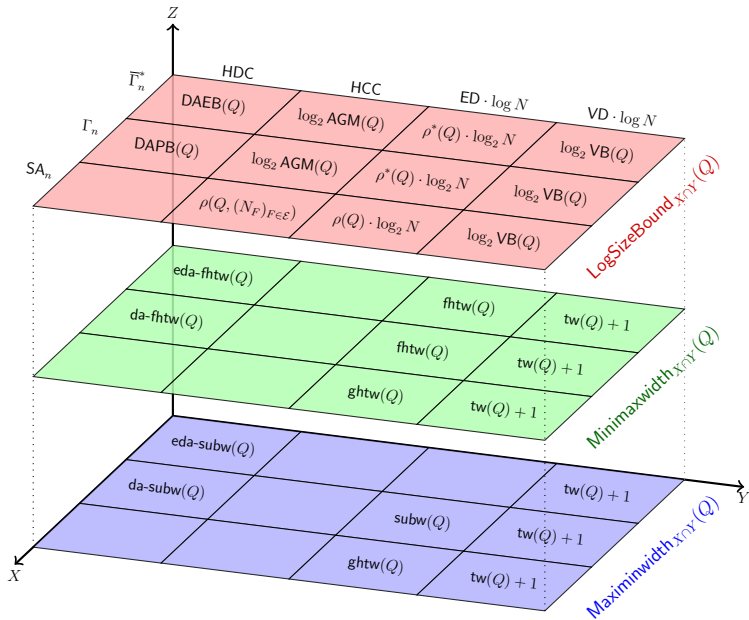 Z
HDC HCC ED · log N VD · log N
Γ̅*ₙ DAEB(Q) log₂ AGM(Q) ρ*(Q) · log₂ N log₂ VB(Q)
Γₙ DAPB(Q) log₂ AGM(Q) ρ*(Q) · log₂ N log₂ VB(Q)
SAₙ ρ(Q, (N_F)_{F∈ℰ}) ρ(Q) · log₂ N log₂ VB(Q)
LogSizeBound_{X∩Y}(Q)
eda-fhtw(Q) fhtw(Q) tw(Q) + 1
da-fhtw(Q) fhtw(Q) tw(Q) + 1
ghtw(Q) tw(Q) + 1
Minimaxwidth_{X∩Y}(Q)
eda-subw(Q) tw(Q) + 1
da-subw(Q) subw(Q) tw(Q) + 1
ghtw(Q) tw(Q) + 1
Maximinwidth_{X∩Y}(Q)
Y
X